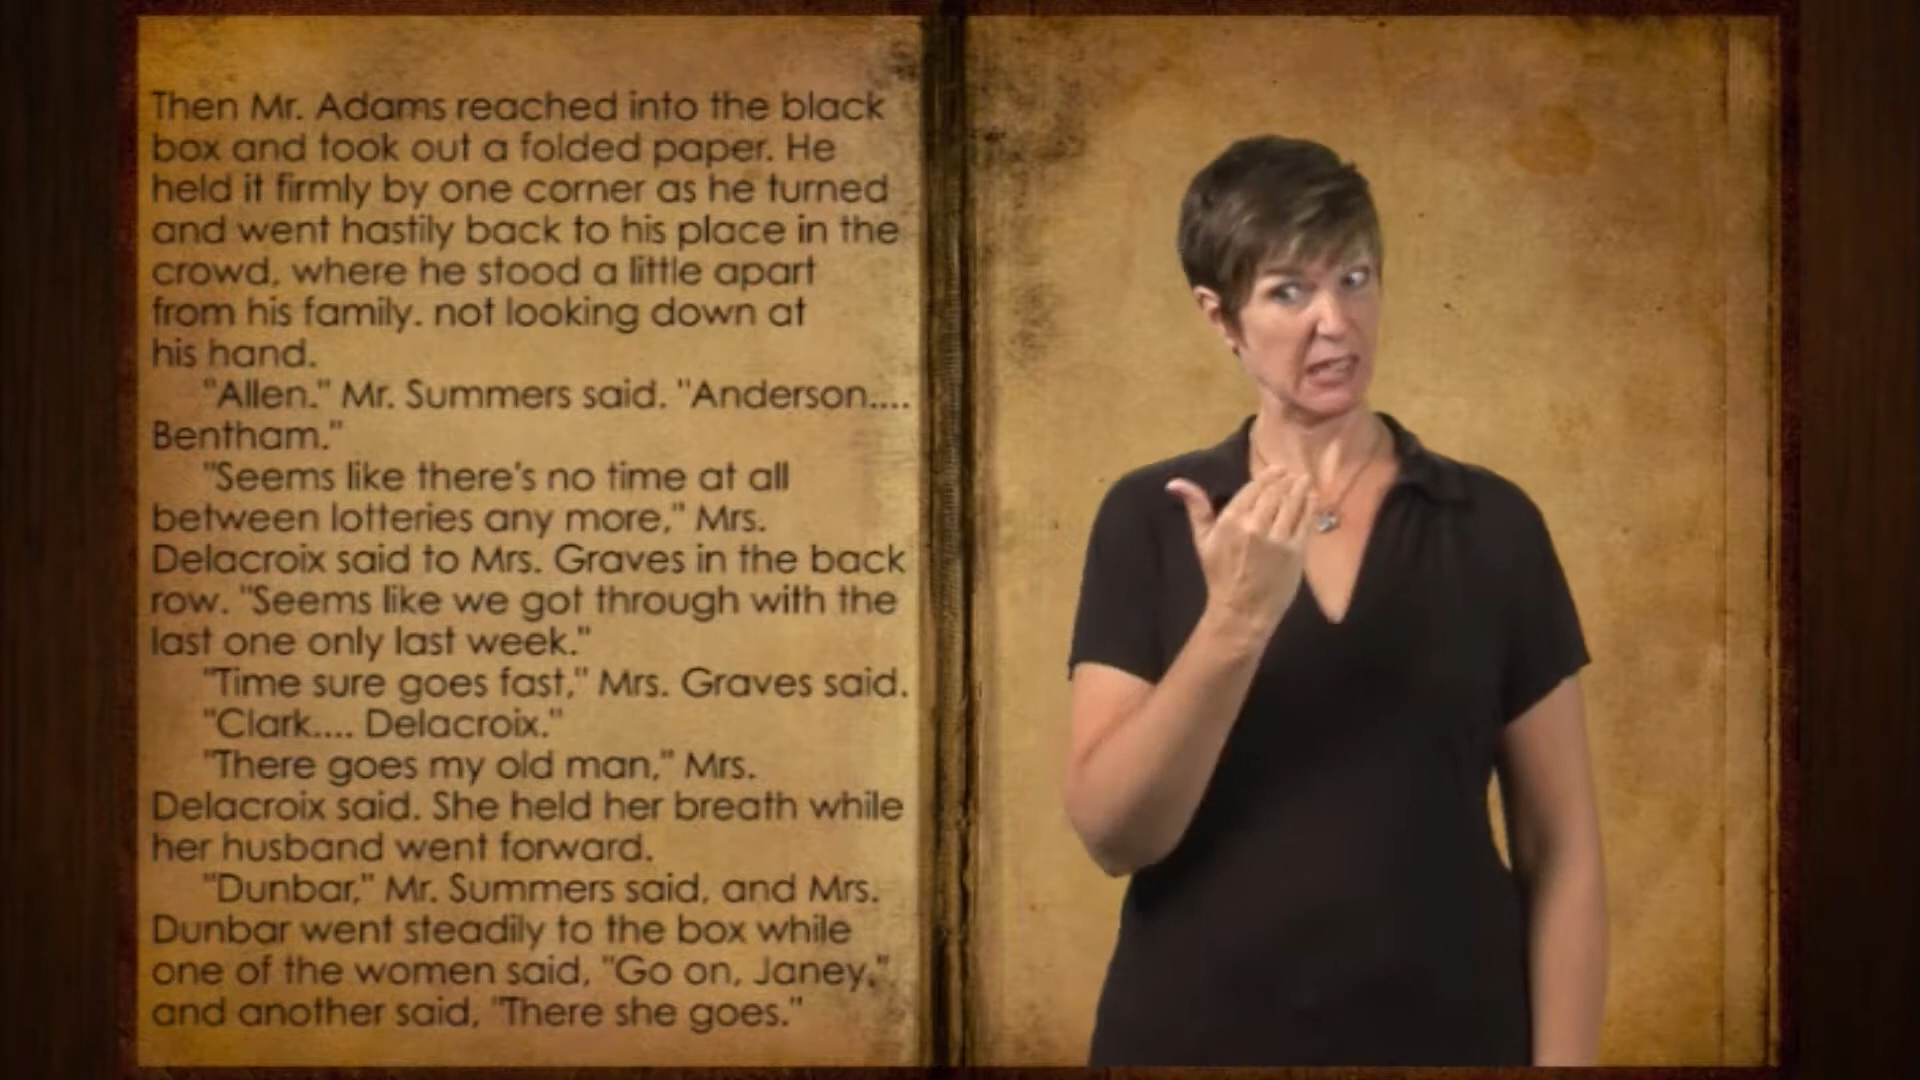 Then Mr. Adams reached into the black
box and took out a folded paper. He
held it firmly by one corner as he turned
and went hastily back to his place in the
crowd. where he stood a little apart
from his family. not looking down at
his hand.
"Allen." Mr. Summers said. "Anderson....
Bentham."
"Seems like there's no time at all
between lotteries any more," Mrs.
Delacroix said to Mrs. Graves in the back
row. "Seems like we got through with the
last one only last week."
"Time sure goes fast," Mrs. Graves said.
"Clark.... Delacroix."
"There goes my old man," Mrs.
Delacroix said. She held her breath while
her husband went forward.
"Dunbar," Mr. Summers said, and Mrs.
Dunbar went steadily to the box while
one of the women said, "Go on, Janey,"
and another said, "There she goes."